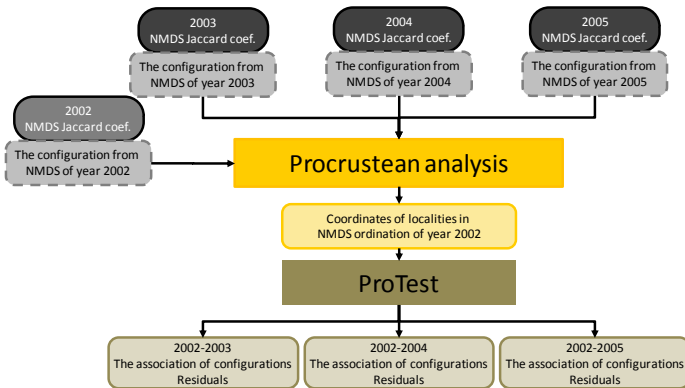 2003
NMDS Jaccard coef.
The configuration from
NMDS of year 2003
2004
NMDS Jaccard coef.
The configuration from
NMDS of year 2004
2005
NMDS Jaccard coef.
The configuration from
NMDS of year 2005
2002
NMDS Jaccard coef.
The configuration from
NMDS of year 2002
Procrustean analysis
Coordinates of localities in
NMDS ordination of year 2002
ProTest
2002-2003
The association of configurations
Residuals
2002-2004
The association of configurations
Residuals
2002-2005
The association of configurations
Residuals